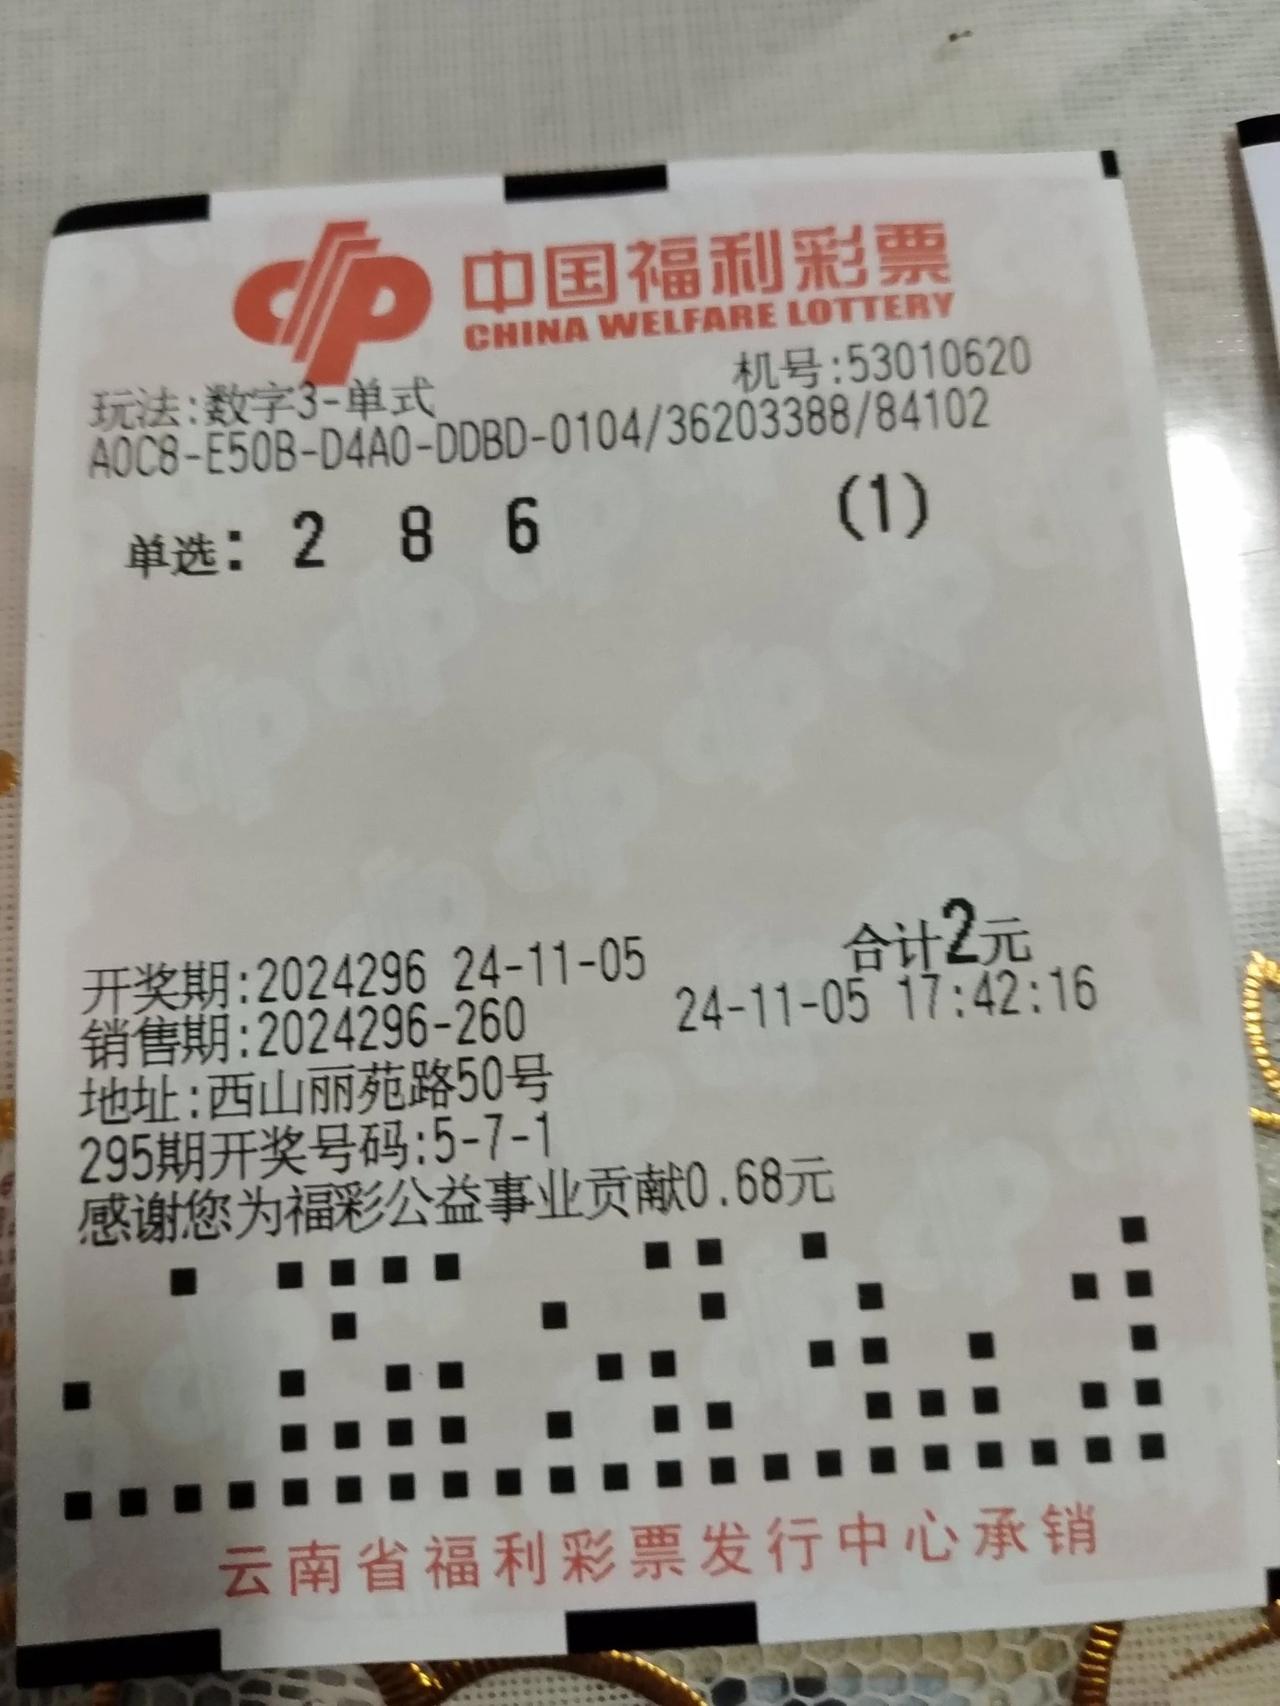 中国福利彩票
CHINA WELFARE LOTTERY
玩法:数字3-单式 机号:53010620
A0C8-E50B-D4A0-DDBD-0104/36203388/84102
单选: 2 8 6 (1)
合计2元
开奖期:2024296 24-11-05
销售期:2024296-260 24-11-05 17:42:16
地址:西山丽苑路50号
295期开奖号码:5-7-1
感谢您为福彩公益事业贡献0.68元
云南省福利彩票发行中心承销